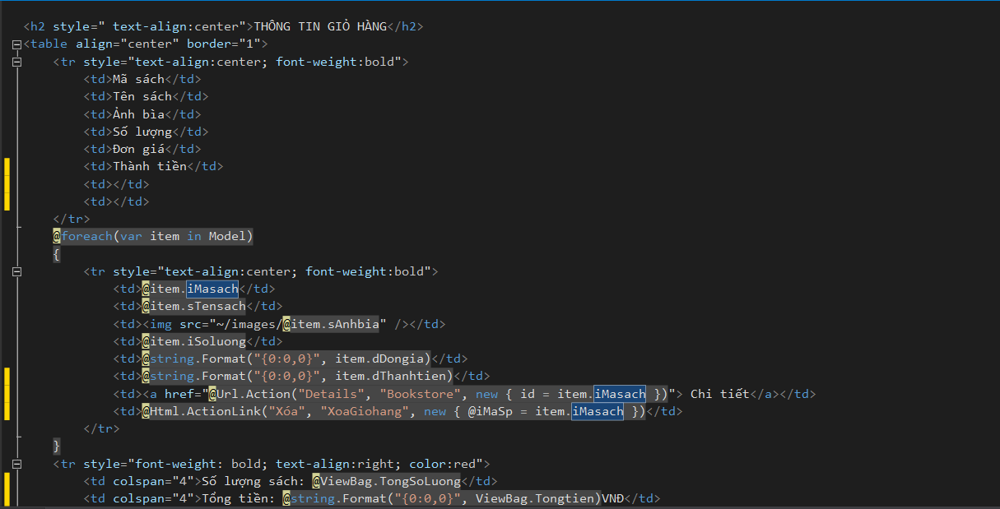 <h2 style=" text-align:center">THÔNG TIN GIỎ HÀNG</h2>
<table align="center" border="1">
    <tr style="text-align:center; font-weight:bold">
        <td>Mã sách</td>
        <td>Tên sách</td>
        <td>Ảnh bìa</td>
        <td>Số lượng</td>
        <td>Đơn giá</td>
        <td>Thành tiền</td>
        <td></td>
        <td></td>
    </tr>
    @foreach(var item in Model)
    {
        <tr style="text-align:center; font-weight:bold">
            <td>@item.iMasach</td>
            <td>@item.sTensach</td>
            <td><img src="~/images/@item.sAnhbia" /></td>
            <td>@item.iSoluong</td>
            <td>@string.Format("{0:0,0}", item.dDongia)</td>
            <td>@string.Format("{0:0,0}", item.dThanhtien)</td>
            <td><a href="@Url.Action("Details", "Bookstore", new { id = item.iMasach })"> Chi tiết</a></td>
            <td>@Html.ActionLink("Xóa", "XoaGiohang", new { @iMaSp = item.iMasach })</td>
        </tr>
    }
    <tr style="font-weight: bold; text-align:right; color:red">
        <td colspan="4">Số lượng sách: @ViewBag.TongSoLuong</td>
        <td colspan="4">Tổng tiền: @string.Format("{0:0,0}", ViewBag.Tongtien)VNĐ</td>